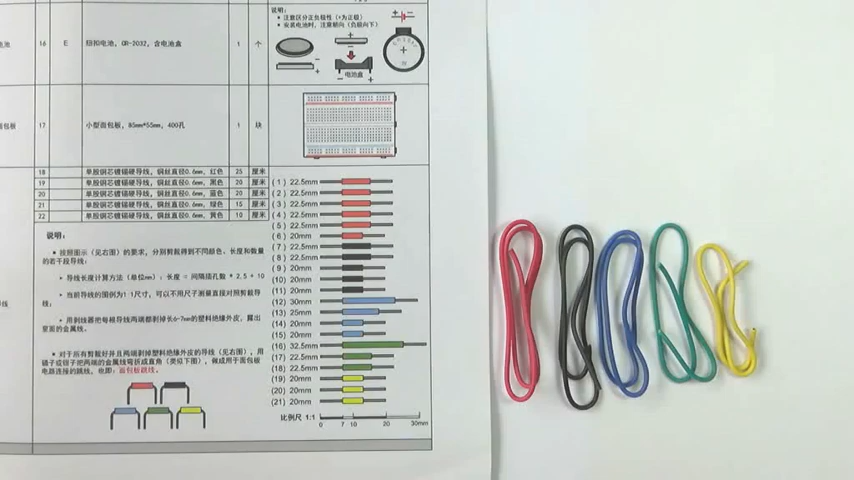 说明:
• 注意区分正负极性 (+为正极)
• 安装电池时,注意朝向 (负极向下)
电池 16 E 纽扣电池, CR-2032, 含电池盒 1 个
电池盒
面包板 17 小型面包板, 85mm*55mm, 400孔 1 块
18 单股铜芯镀锡硬导线, 铜丝直径0.6mm, 红色 25 厘米
19 单股铜芯镀锡硬导线, 铜丝直径0.6mm, 黑色 20 厘米
20 单股铜芯镀锡硬导线, 铜丝直径0.6mm, 蓝色 20 厘米
21 单股铜芯镀锡硬导线, 铜丝直径0.6mm, 绿色 15 厘米
22 单股铜芯镀锡硬导线, 铜丝直径0.6mm, 黄色 10 厘米
说明:
• 按照图示 (见右图) 的要求, 分别剪裁得到不同颜色、长度和数量
的若干段导线:
• 导线长度计算方法 (单位mm): 长度 = 间隔插孔数 * 2.5 + 10
• 当前导线的图例为1:1尺寸, 可以不用尺子测量直接对照剪裁导
线;
• 用剥线器把每根导线两端都剥掉长6-7mm的塑料绝缘外皮, 露出
里面的金属线。
• 对于所有剪裁好并且两端剥掉塑料绝缘外皮的导线 (见右图), 用
镊子或钳子把两端的金属线弯折成直角 (类似下图), 做成用于面包板
电路连接的跳线, 也即: 面包板跳线。
(1) 22.5mm
(2) 22.5mm
(3) 22.5mm
(4) 22.5mm
(5) 22.5mm
(6) 20mm
(7) 22.5mm
(8) 22.5mm
(9) 20mm
(10) 20mm
(11) 20mm
(12) 30mm
(13) 25mm
(14) 20mm
(15) 20mm
(16) 32.5mm
(17) 22.5mm
(18) 22.5mm
(19) 20mm
(20) 20mm
(21) 20mm
比例尺 1:1
0 7 10 20 30mm